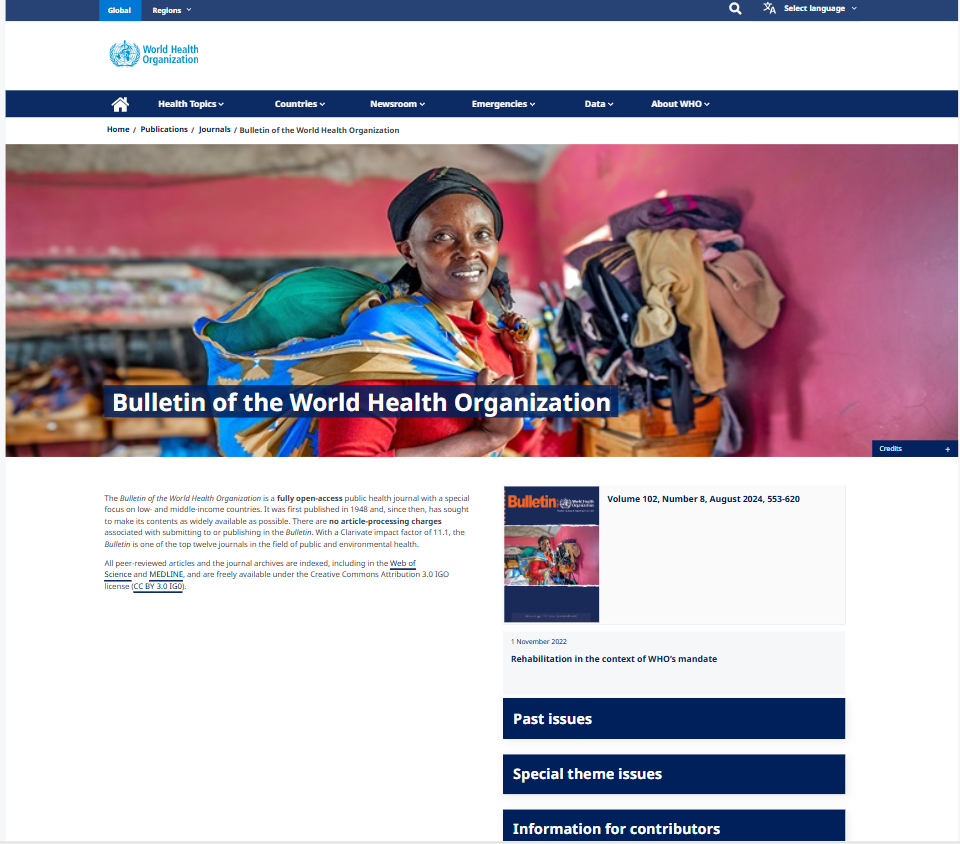 Global
Regions
Select language
World Health
Organization
Health Topics
Countries
Newsroom
Emergencies
Data
About WHO
Home / Publications / Journals / Bulletin of the World Health Organization
Bulletin of the World Health Organization
Credits +
The Bulletin of the World Health Organization is a fully open-access public health journal with a special
focus on low- and middle-income countries. It was first published in 1948 and, since then, has sought
to make its contents as widely available as possible. There are no article-processing charges
associated with submitting to or publishing in the Bulletin. With a Clarivate impact factor of 11.1, the
Bulletin is one of the top twelve journals in the field of public and environmental health.
All peer-reviewed articles and the journal archives are indexed, including in the Web of
Science and MEDLINE, and are freely available under the Creative Commons Attribution 3.0 IGO
license (CC BY 3.0 IGO).
Bulletin
World Health
Organization
Volume 102, Number 8, August 2024, 553-620
1 November 2022
Rehabilitation in the context of WHO's mandate
Past issues
Special theme issues
Information for contributors